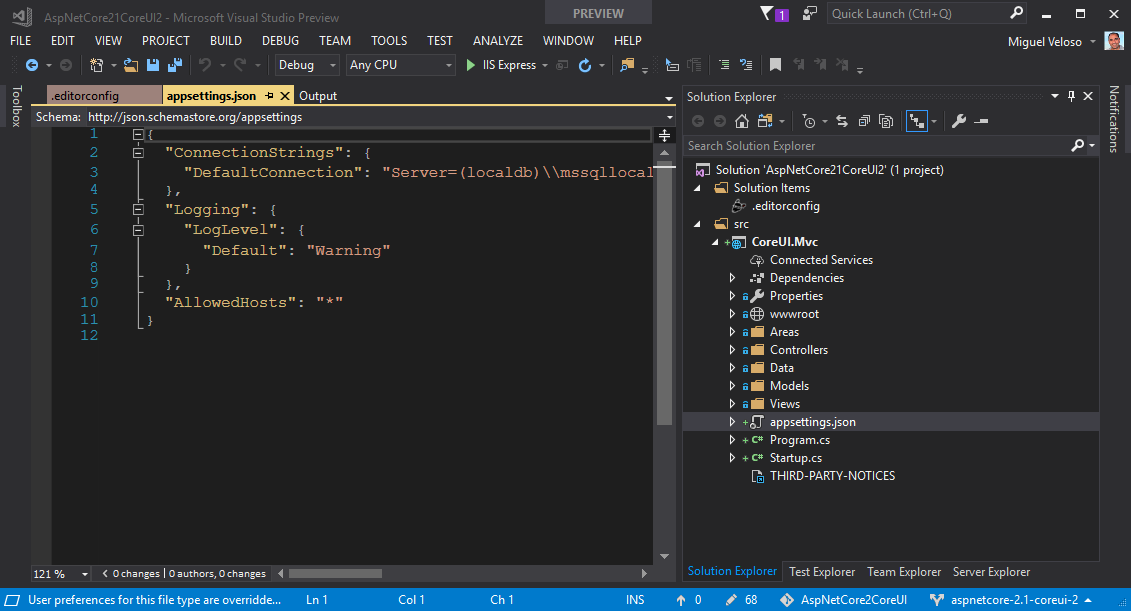 AspNetCore21CoreUI2 - Microsoft Visual Studio Preview
PREVIEW
1
Quick Launch (Ctrl+Q)
FILE EDIT VIEW PROJECT BUILD DEBUG TEAM TOOLS TEST ANALYZE WINDOW HELP
Miguel Veloso
Debug Any CPU IIS Express
Toolbox
.editorconfig appsettings.json Output
Schema: http://json.schemastore.org/appsettings
1 {
2 "ConnectionStrings": {
3 "DefaultConnection": "Server=(localdb)\\mssqllocal
4 },
5 "Logging": {
6 "LogLevel": {
7 "Default": "Warning"
8 }
9 },
10 "AllowedHosts": "*"
11 }
12
121 % 0 changes | 0 authors, 0 changes
Solution Explorer
Search Solution Explorer
Solution 'AspNetCore21CoreUI2' (1 project)
Solution Items
.editorconfig
src
CoreUI.Mvc
Connected Services
Dependencies
Properties
wwwroot
Areas
Controllers
Data
Models
Views
appsettings.json
C# Program.cs
C# Startup.cs
THIRD-PARTY-NOTICES
Solution Explorer Test Explorer Team Explorer Server Explorer
Notifications
User preferences for this file type are overridde... Ln 1 Col 1 Ch 1 INS 0 68 AspNetCore2CoreUI aspnetcore-2.1-coreui-2